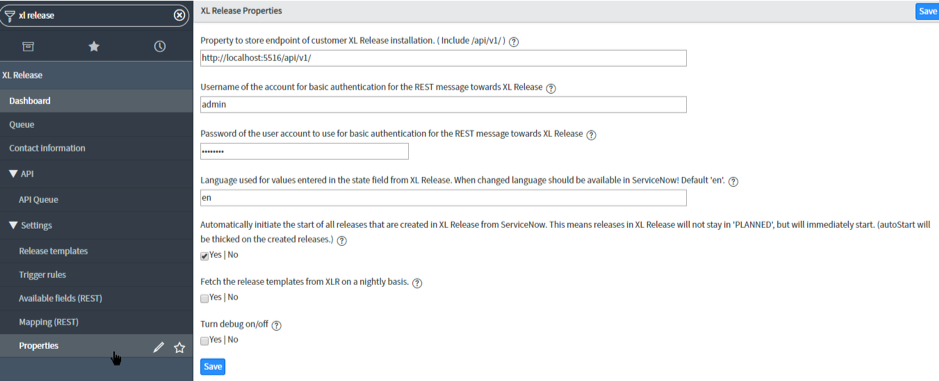 xl release
XL Release
Dashboard
Queue
Contact Information
API
API Queue
Settings
Release templates
Trigger rules
Available fields (REST)
Mapping (REST)
Properties
XL Release Properties
Save
Property to store endpoint of customer XL Release installation. ( Include /api/v1/ )
http://localhost:5516/api/v1/
Username of the account for basic authentication for the REST message towards XL Release
admin
Password of the user account to use for basic authentication for the REST message towards XL Release
••••••••
Language used for values entered in the state field from XL Release. When changed language should be available in ServiceNow! Default 'en'.
en
Automatically initiate the start of all releases that are created in XL Release from ServiceNow. This means releases in XL Release will not stay in 'PLANNED', but will immediately start. (autoStart will
be thicked on the created releases.)
Yes | No
Fetch the release templates from XLR on a nightly basis.
Yes | No
Turn debug on/off
Yes | No
Save